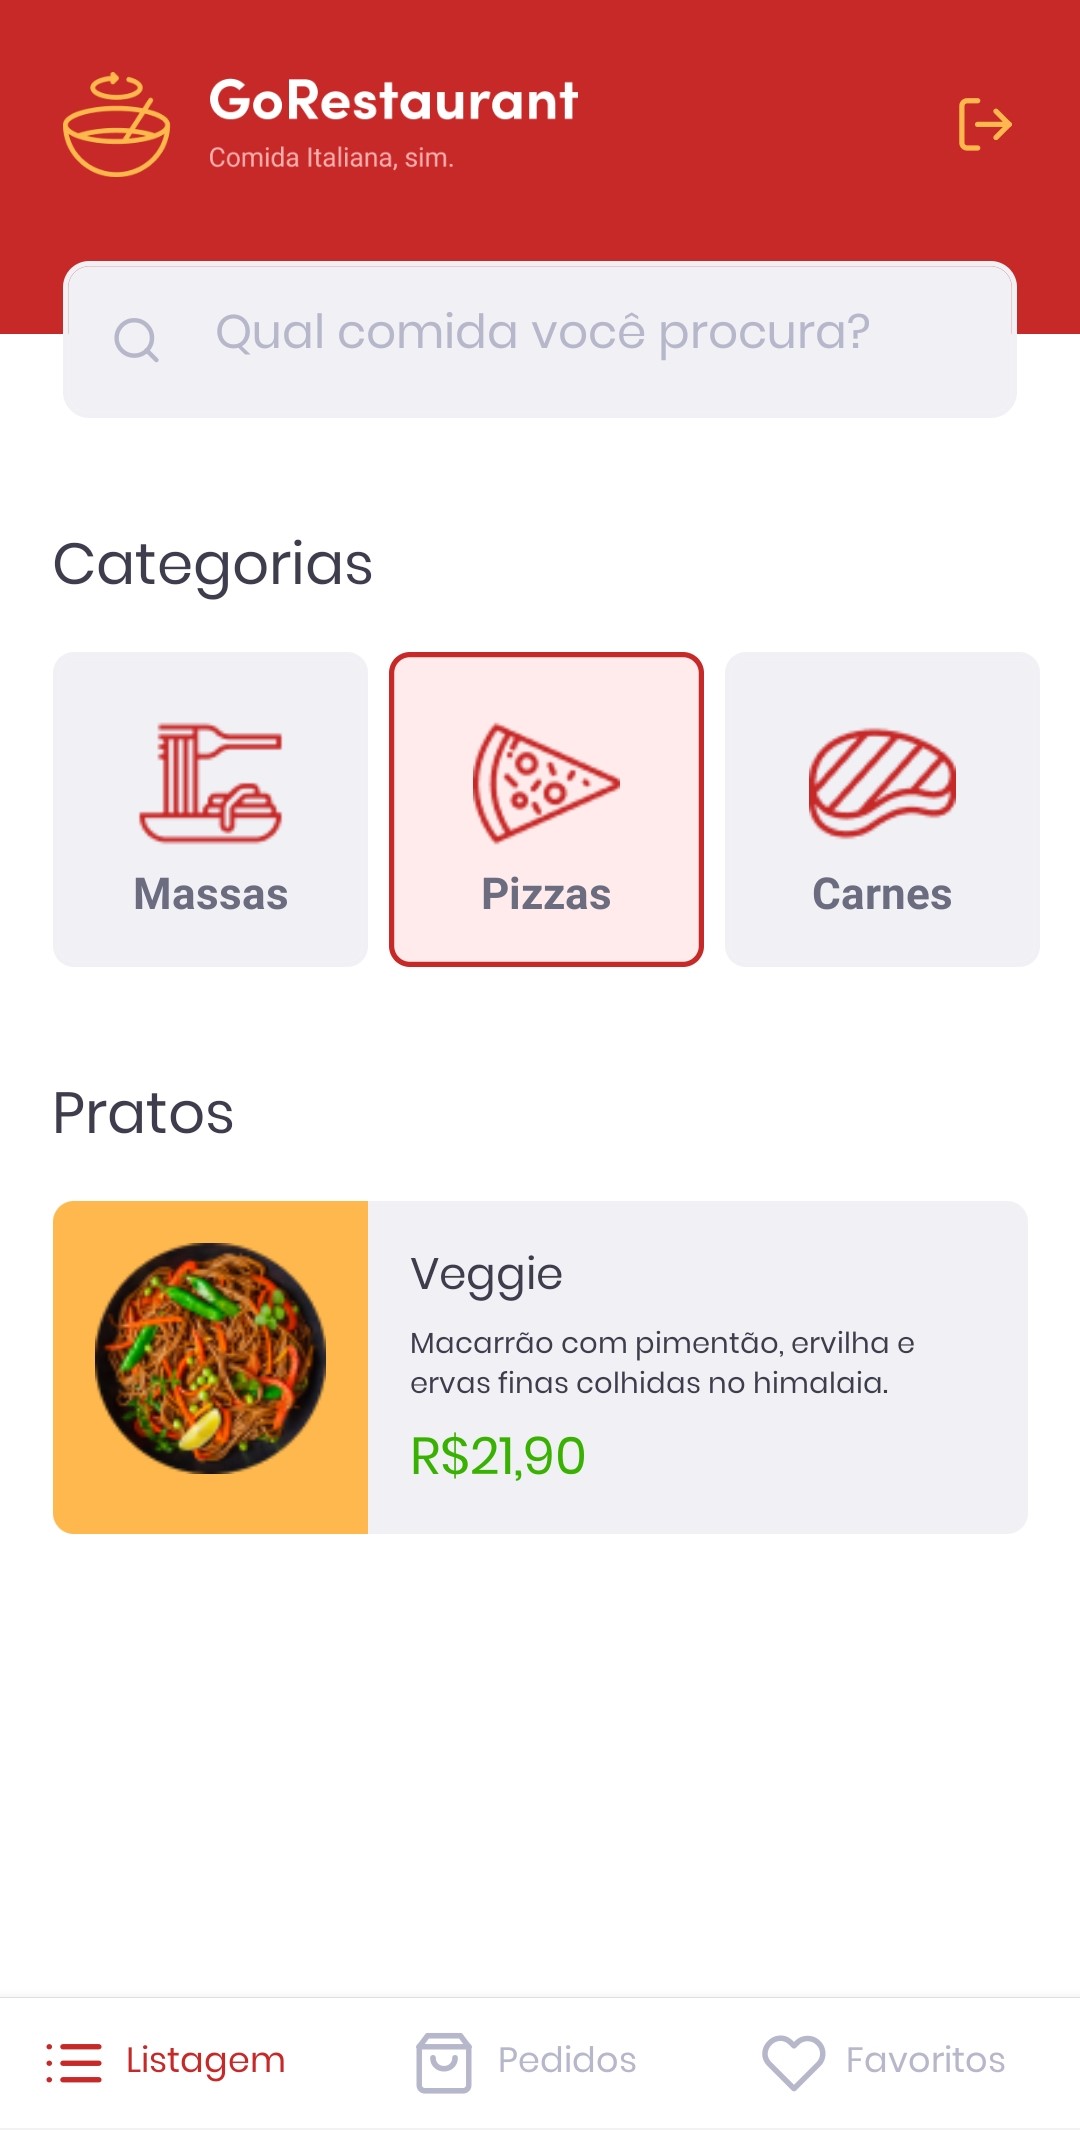 GoRestaurant
Comida Italiana, sim.
Qual comida você procura?
Categorias
Massas
Pizzas
Carnes
Pratos
Veggie
Macarrão com pimentão, ervilha e
ervas finas colhidas no himalaia.
R$21,90
Listagem
Pedidos
Favoritos